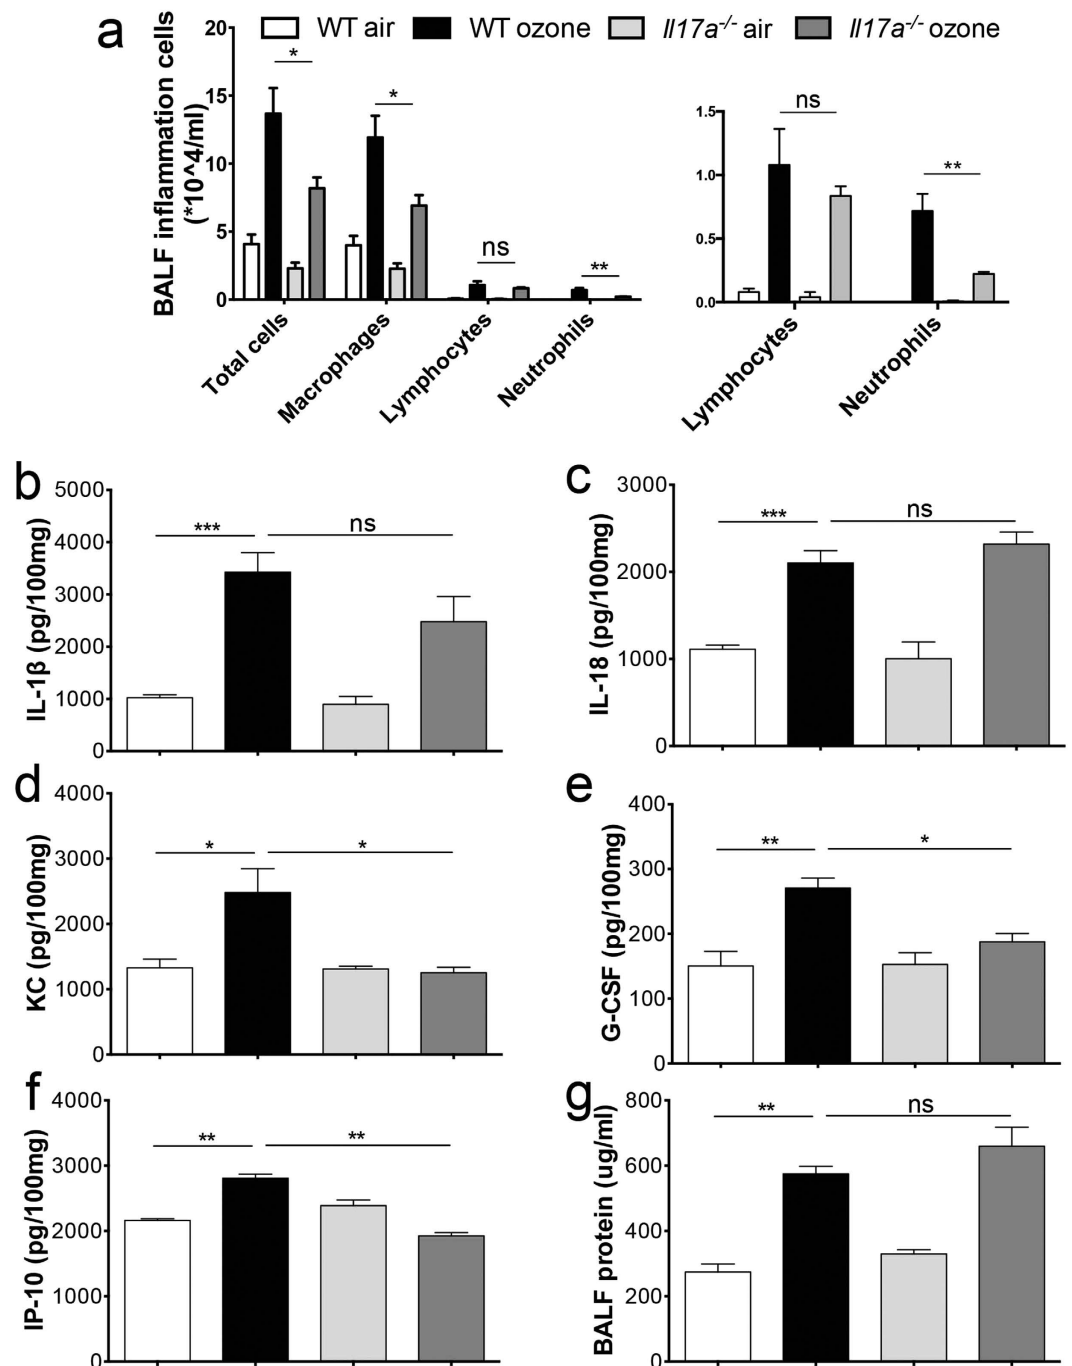 a
WT air
WT ozone
Il17a-/- air
Il17a-/- ozone
BALF inflammation cells
(*10^4/ml)
20
15
10
5
0
*
*
ns
**
Total cells
Macrophages
Lymphocytes
Neutrophils
1.5
1.0
0.5
0.0
ns
**
Lymphocytes
Neutrophils
b
IL-1β (pg/100mg)
5000
4000
3000
2000
1000
0
***
ns
c
IL-18 (pg/100mg)
3000
2000
1000
0
***
ns
d
KC (pg/100mg)
4000
3000
2000
1000
0
*
*
e
G-CSF (pg/100mg)
400
300
200
100
0
**
*
f
IP-10 (pg/100mg)
4000
3000
2000
1000
0
**
**
g
BALF protein (ug/ml)
800
600
400
200
0
**
ns